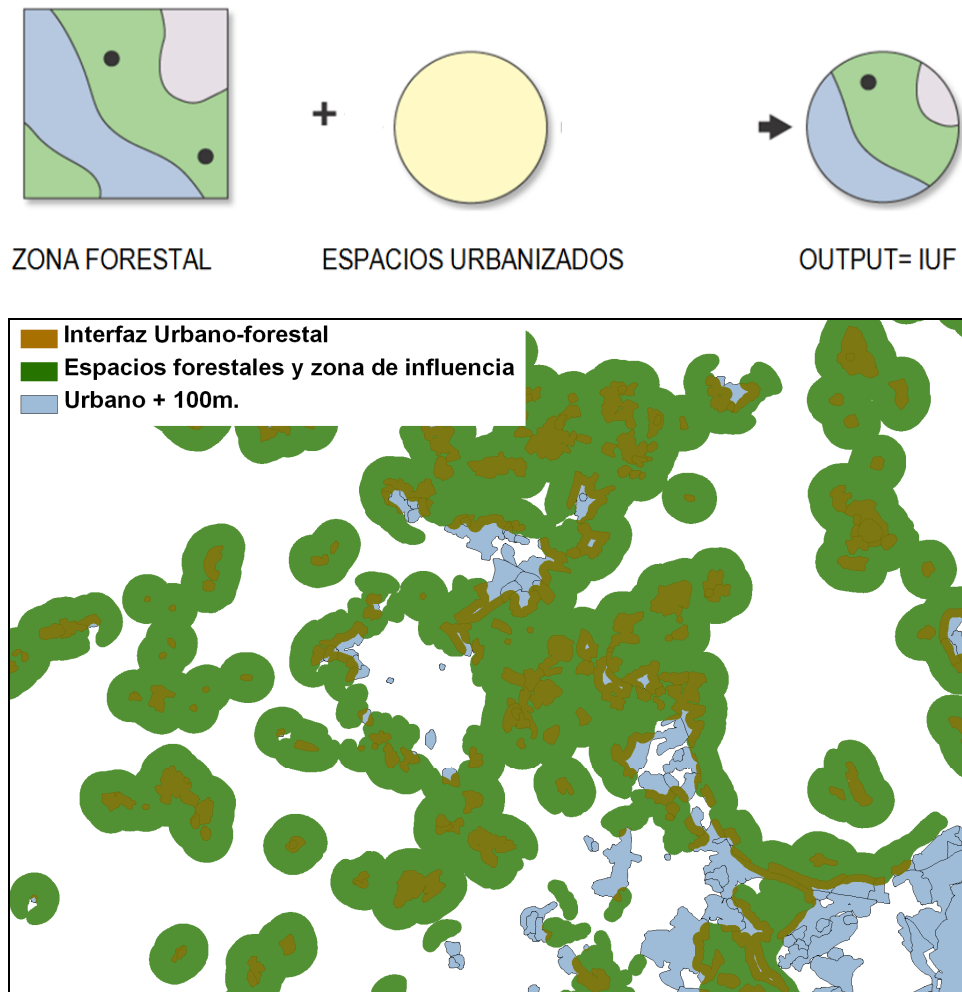 ZONA FORESTAL
ESPACIOS URBANIZADOS
OUTPUT= IUF
Interfaz Urbano-forestal
Espacios forestales y zona de influencia
Urbano + 100m.